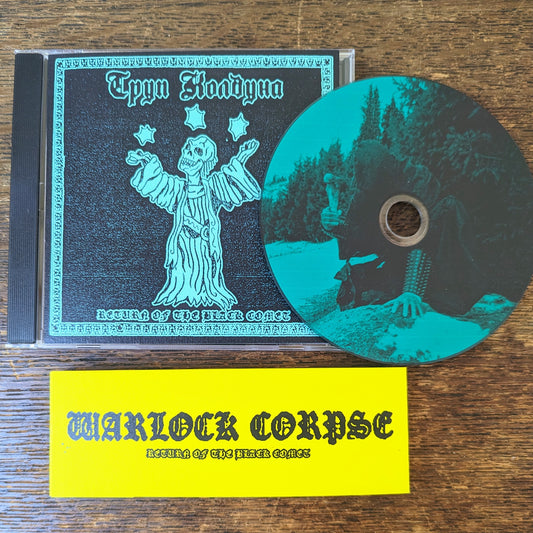 Труп Колдуна
RETURN OF THE BLACK COMET
WARLOCK CORPSE
RETURN OF THE BLACK COMET